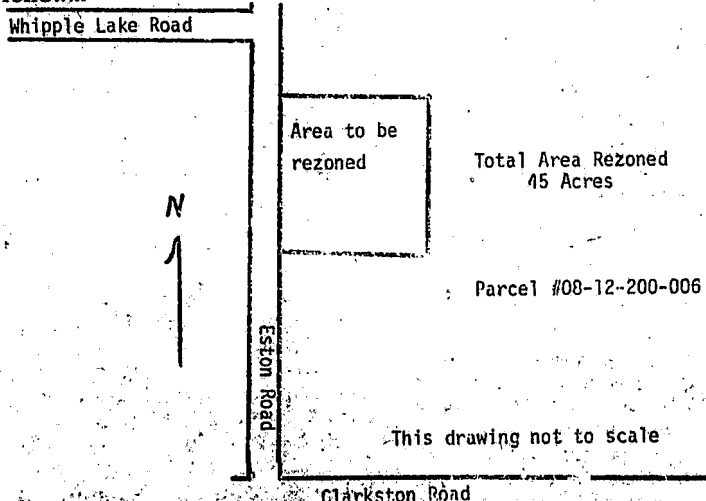 Whipple Lake Road
Area to be
rezoned
Total Area Rezoned
45 Acres
N
Parcel #08-12-200-006
Eston Road
This drawing not to scale
Clarkston Road